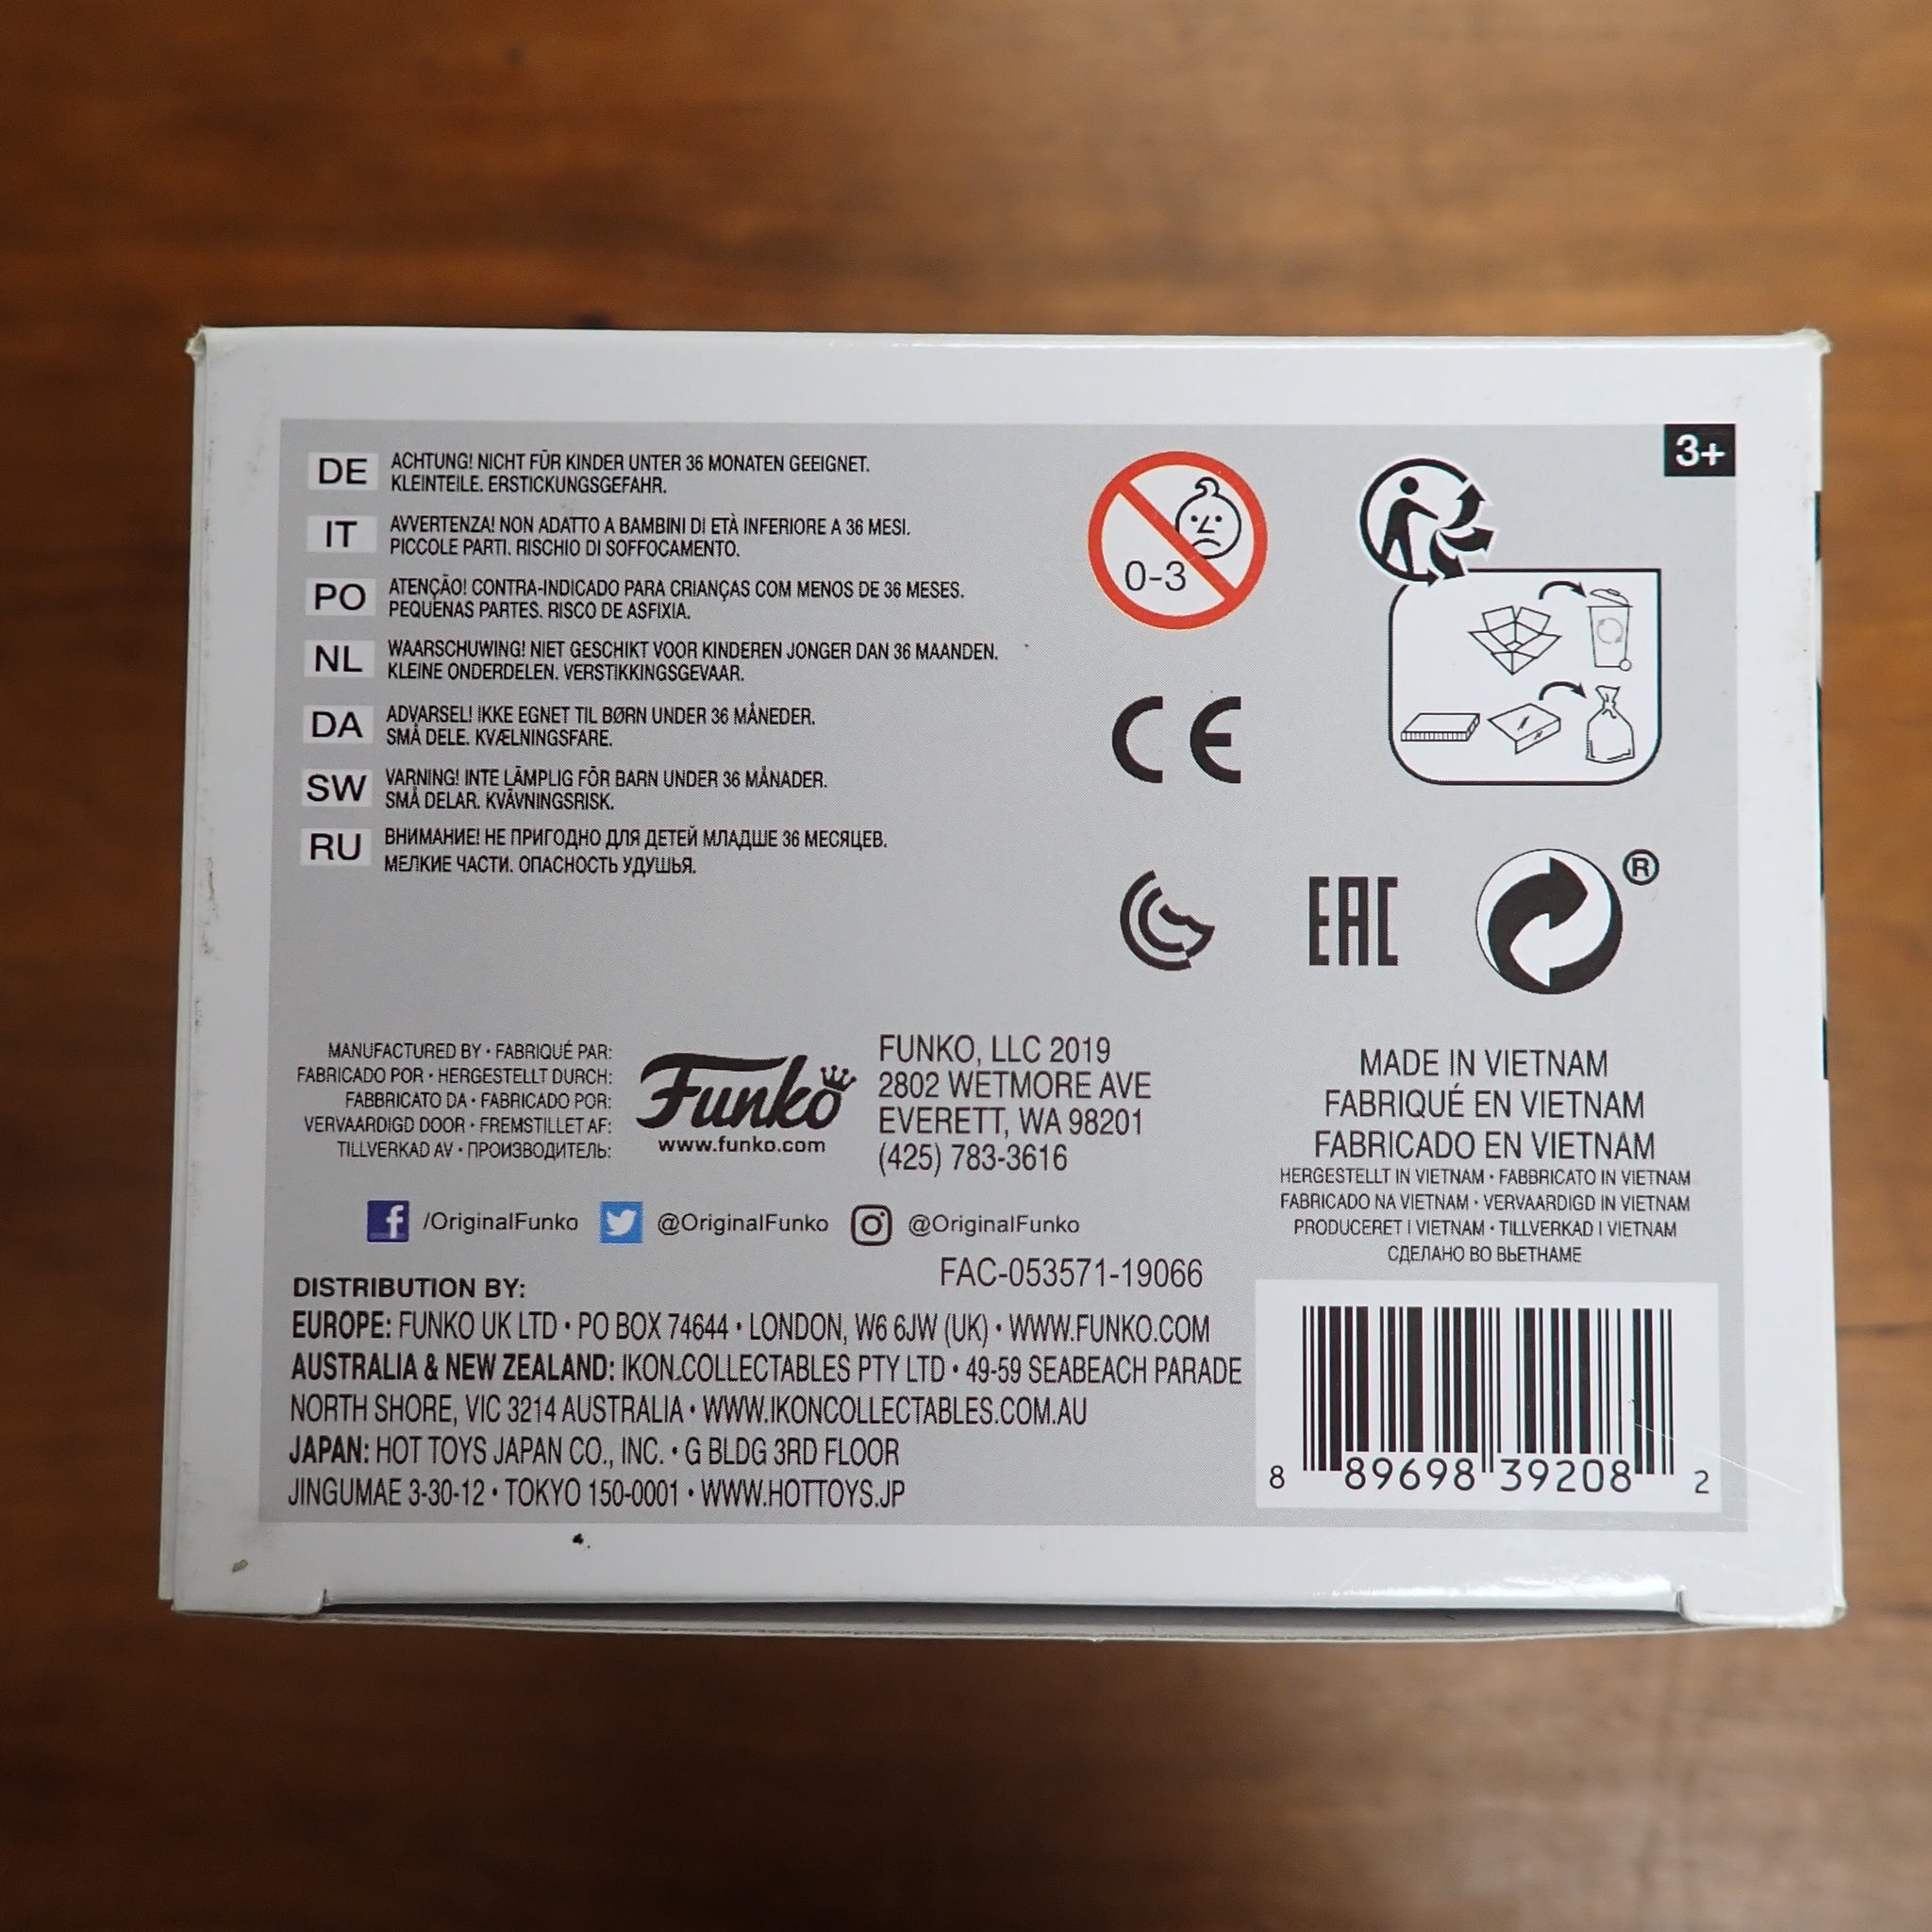 3+
DE
ACHTUNG! NICHT FÜR KINDER UNTER 36 MONATEN GEEIGNET.
KLEINTEILE. ERSTICKUNGSGEFAHR.
IT
AVVERTENZA! NON ADATTO A BAMBINI DI ETÀ INFERIORE A 36 MESI.
PICCOLE PARTI. RISCHIO DI SOFFOCAMENTO.
PO
ATENÇÃO! CONTRA-INDICADO PARA CRIANÇAS COM MENOS DE 36 MESES.
PEQUENAS PARTES. RISCO DE ASFIXIA.
NL
WAARSCHUWING! NIET GESCHIKT VOOR KINDEREN JONGER DAN 36 MAANDEN.
KLEINE ONDERDELEN. VERSTIKKINGSGEVAAR.
DA
ADVARSEL! IKKE EGNET TIL BØRN UNDER 36 MÅNEDER.
SMÅ DELE. KVÆLNINGSFARE.
SW
VARNING! INTE LÄMPLIG FÖR BARN UNDER 36 MÅNADER.
SMÅ DELAR. KVÄVNINGSRISK.
RU
ВНИМАНИЕ! НЕ ПРИГОДНО ДЛЯ ДЕТЕЙ МЛАДШЕ 36 МЕСЯЦЕВ.
МЕЛКИЕ ЧАСТИ. ОПАСНОСТЬ УДУШЬЯ.
0-3
CE
EAC
®
MANUFACTURED BY • FABRIQUÉ PAR:
FABRICADO POR • HERGESTELLT DURCH:
FABBRICATO DA • FABRICADO POR:
VERVAARDIGD DOOR • FREMSTILLET AF:
TILLVERKAD AV • ПРОИЗВОДИТЕЛЬ:
Funko
www.funko.com
FUNKO, LLC 2019
2802 WETMORE AVE
EVERETT, WA 98201
(425) 783-3616
MADE IN VIETNAM
FABRIQUÉ EN VIETNAM
FABRICADO EN VIETNAM
HERGESTELLT IN VIETNAM • FABBRICATO IN VIETNAM
FABRICADO NA VIETNAM • VERVAARDIGD IN VIETNAM
PRODUCERET I VIETNAM • TILLVERKAD I VIETNAM
СДЕЛАНО ВО ВЬЕТНАМЕ
/OriginalFunko @OriginalFunko @OriginalFunko
FAC-053571-19066
DISTRIBUTION BY:
EUROPE: FUNKO UK LTD • PO BOX 74644 • LONDON, W6 6JW (UK) • WWW.FUNKO.COM
AUSTRALIA & NEW ZEALAND: IKON COLLECTABLES PTY LTD • 49-59 SEABEACH PARADE
NORTH SHORE, VIC 3214 AUSTRALIA • WWW.IKONCOLLECTABLES.COM.AU
JAPAN: HOT TOYS JAPAN CO., INC. • G BLDG 3RD FLOOR
JINGUMAE 3-30-12 • TOKYO 150-0001 • WWW.HOTTOYS.JP
8 89698 39208 2